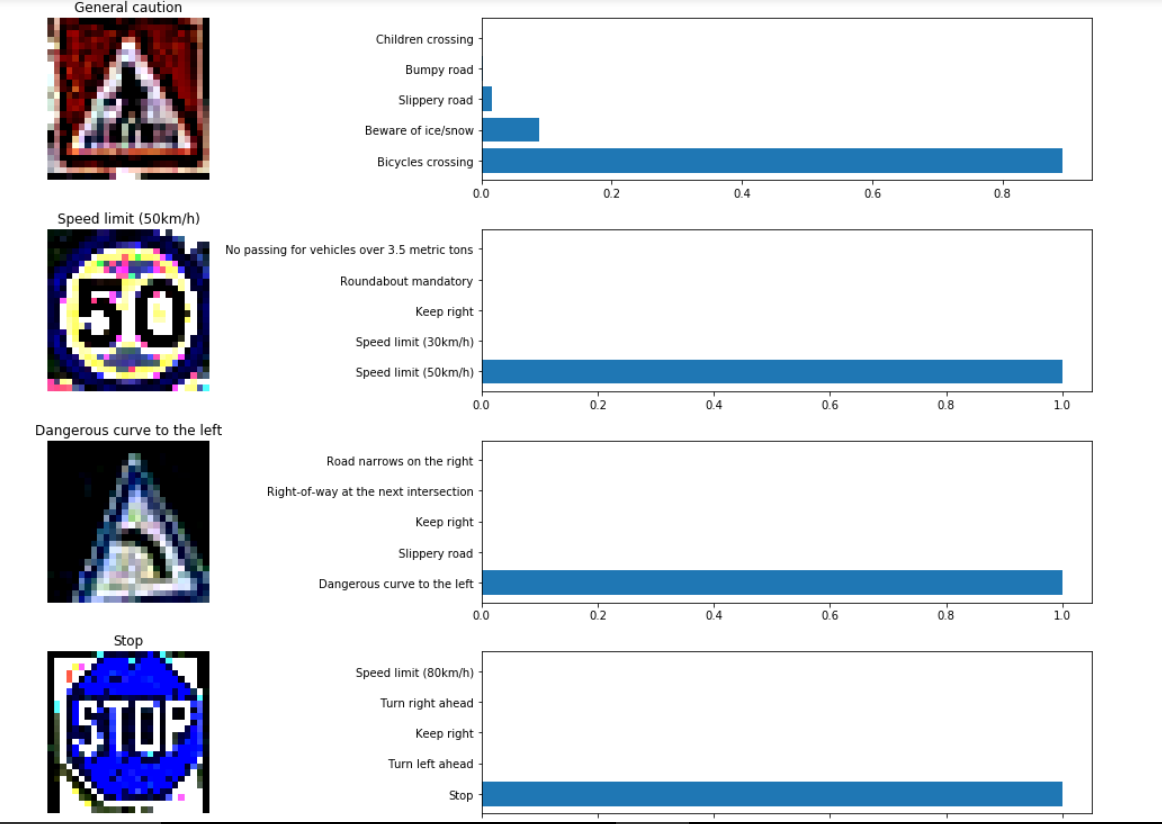 General caution
Children crossing
Bumpy road
Slippery road
Beware of ice/snow
Bicycles crossing
0.0 0.2 0.4 0.6 0.8
Speed limit (50km/h)
50
No passing for vehicles over 3.5 metric tons
Roundabout mandatory
Keep right
Speed limit (30km/h)
Speed limit (50km/h)
0.0 0.2 0.4 0.6 0.8 1.0
Dangerous curve to the left
Road narrows on the right
Right-of-way at the next intersection
Keep right
Slippery road
Dangerous curve to the left
0.0 0.2 0.4 0.6 0.8 1.0
Stop
STOP
Speed limit (80km/h)
Turn right ahead
Keep right
Turn left ahead
Stop